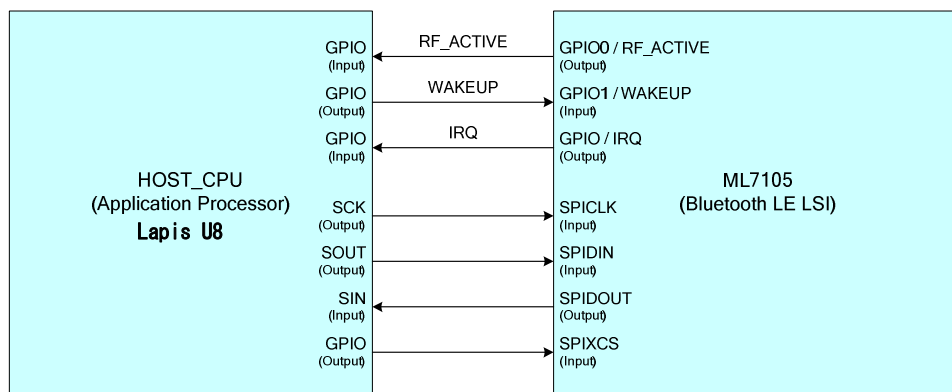 GPIO
(Input)
RF_ACTIVE
GPIO0 / RF_ACTIVE
(Output)
GPIO
(Output)
WAKEUP
GPIO1 / WAKEUP
(Input)
GPIO
(Input)
IRQ
GPIO / IRQ
(Output)
HOST_CPU
(Application Processor)
Lapis U8
ML7105
(Bluetooth LE LSI)
SCK
(Output)
SPICLK
(Input)
SOUT
(Output)
SPIDIN
(Input)
SIN
(Input)
SPIDOUT
(Output)
GPIO
(Output)
SPIXCS
(Input)